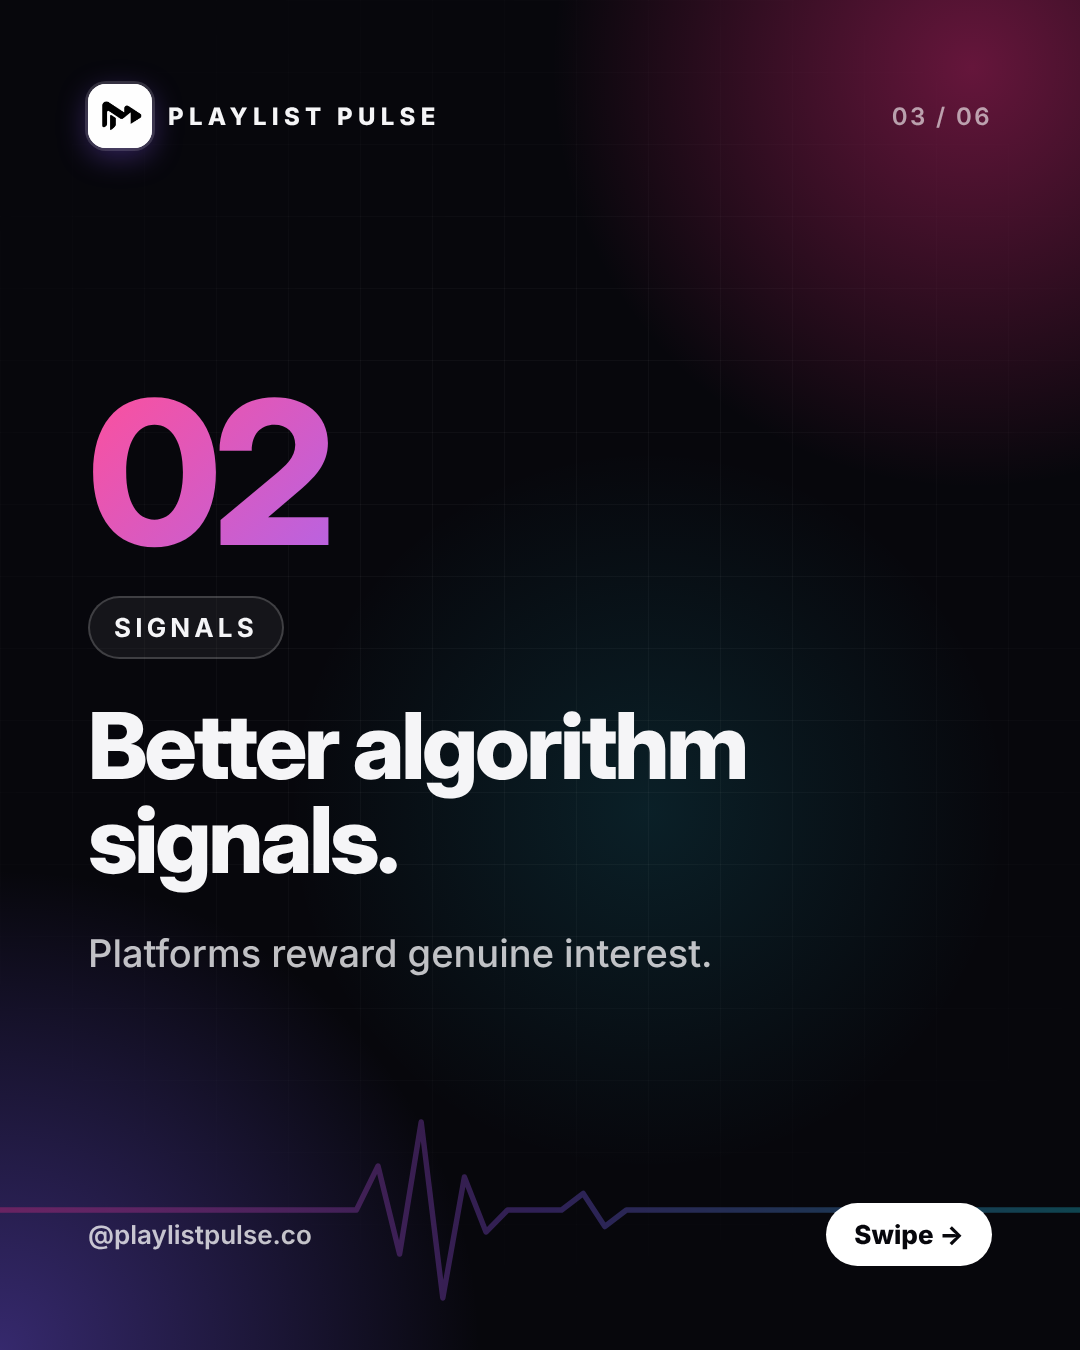 PLAYLIST PULSE
03 / 06
02
SIGNALS
Better algorithm
signals.
Platforms reward genuine interest.
@playlistpulse.co
Swipe →